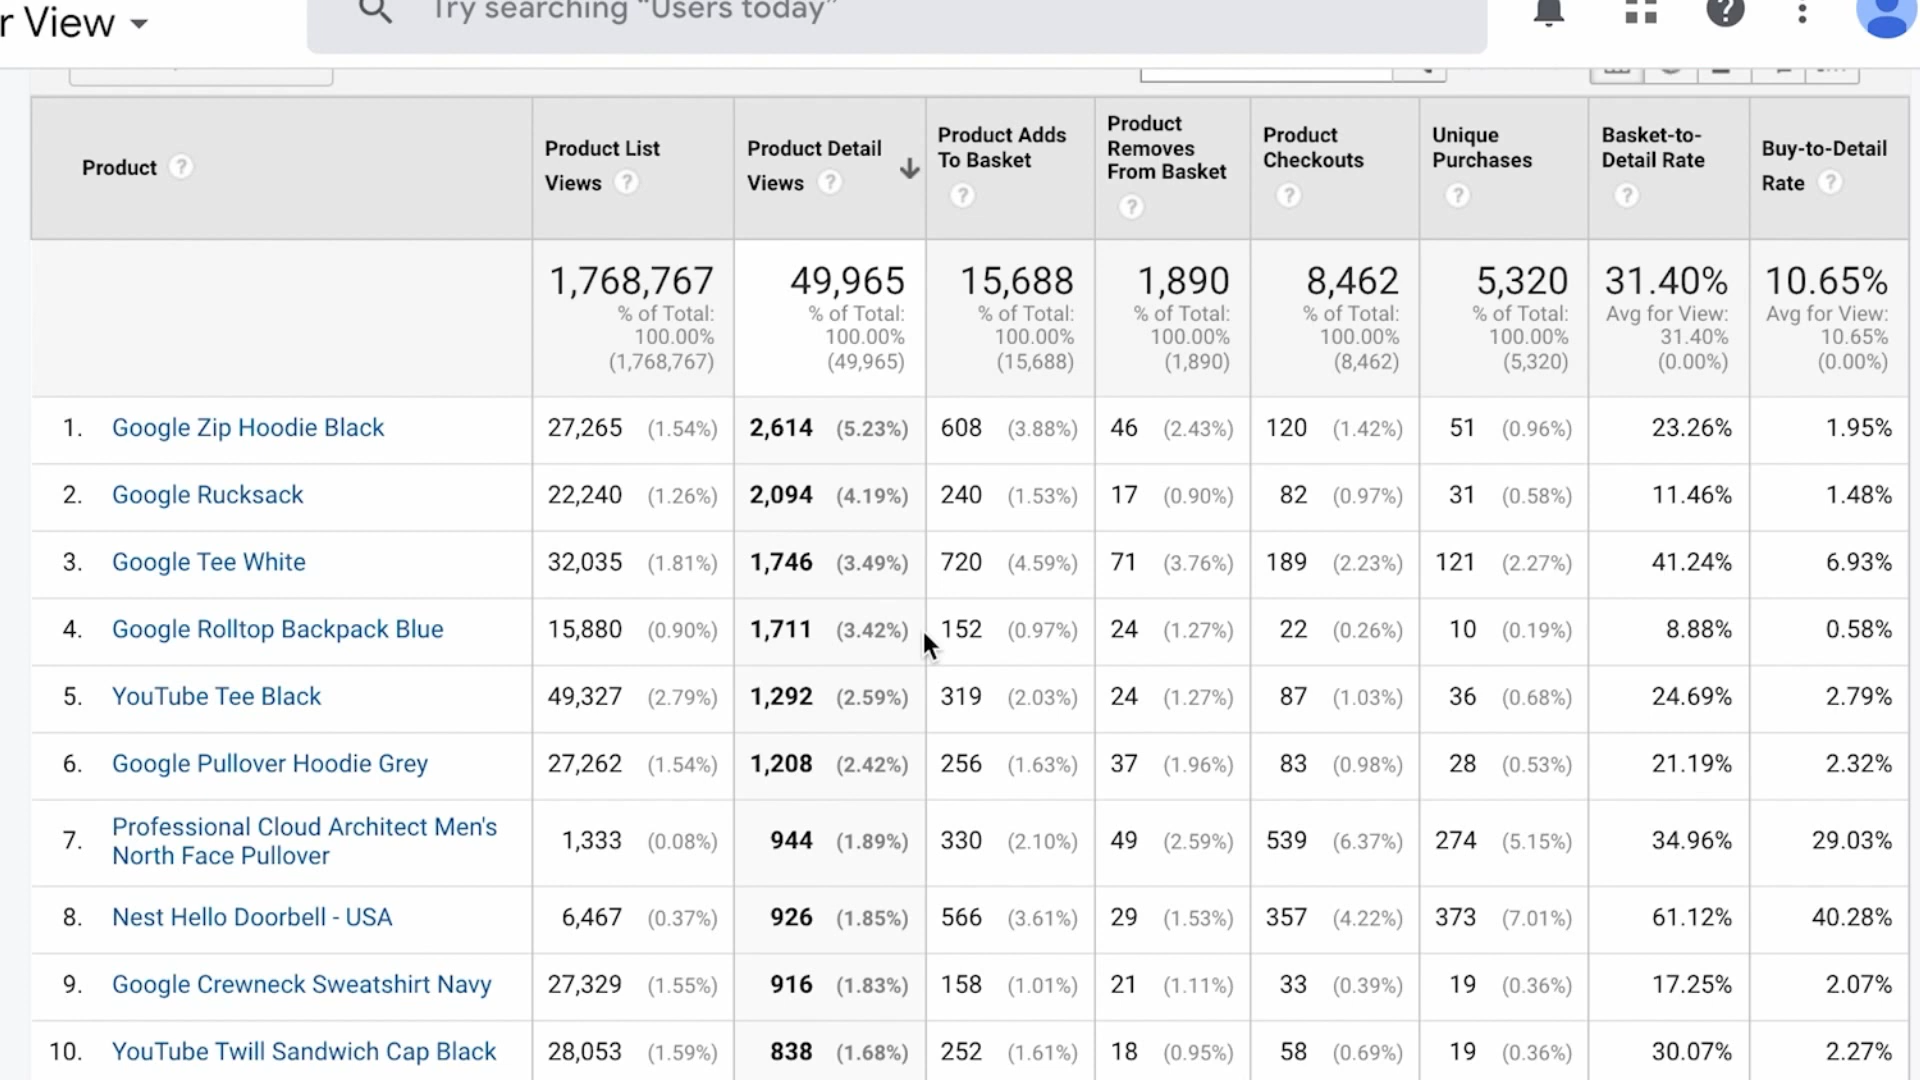 r View
Try searching “Users today”
Product ?
Product List
Views ?
Product Detail
Views ?
Product Adds
To Basket
?
Product
Removes
From Basket
?
Product
Checkouts
?
Unique
Purchases
?
Basket-to-
Detail Rate
?
Buy-to-Detail
Rate ?
1,768,767
% of Total:
100.00%
(1,768,767)
49,965
% of Total:
100.00%
(49,965)
15,688
% of Total:
100.00%
(15,688)
1,890
% of Total:
100.00%
(1,890)
8,462
% of Total:
100.00%
(8,462)
5,320
% of Total:
100.00%
(5,320)
31.40%
Avg for View:
31.40%
(0.00%)
10.65%
Avg for View:
10.65%
(0.00%)
1. Google Zip Hoodie Black 27,265 (1.54%) 2,614 (5.23%) 608 (3.88%) 46 (2.43%) 120 (1.42%) 51 (0.96%) 23.26% 1.95%
2. Google Rucksack 22,240 (1.26%) 2,094 (4.19%) 240 (1.53%) 17 (0.90%) 82 (0.97%) 31 (0.58%) 11.46% 1.48%
3. Google Tee White 32,035 (1.81%) 1,746 (3.49%) 720 (4.59%) 71 (3.76%) 189 (2.23%) 121 (2.27%) 41.24% 6.93%
4. Google Rolltop Backpack Blue 15,880 (0.90%) 1,711 (3.42%) 152 (0.97%) 24 (1.27%) 22 (0.26%) 10 (0.19%) 8.88% 0.58%
5. YouTube Tee Black 49,327 (2.79%) 1,292 (2.59%) 319 (2.03%) 24 (1.27%) 87 (1.03%) 36 (0.68%) 24.69% 2.79%
6. Google Pullover Hoodie Grey 27,262 (1.54%) 1,208 (2.42%) 256 (1.63%) 37 (1.96%) 83 (0.98%) 28 (0.53%) 21.19% 2.32%
7. Professional Cloud Architect Men's
North Face Pullover 1,333 (0.08%) 944 (1.89%) 330 (2.10%) 49 (2.59%) 539 (6.37%) 274 (5.15%) 34.96% 29.03%
8. Nest Hello Doorbell - USA 6,467 (0.37%) 926 (1.85%) 566 (3.61%) 29 (1.53%) 357 (4.22%) 373 (7.01%) 61.12% 40.28%
9. Google Crewneck Sweatshirt Navy 27,329 (1.55%) 916 (1.83%) 158 (1.01%) 21 (1.11%) 33 (0.39%) 19 (0.36%) 17.25% 2.07%
10. YouTube Twill Sandwich Cap Black 28,053 (1.59%) 838 (1.68%) 252 (1.61%) 18 (0.95%) 58 (0.69%) 19 (0.36%) 30.07% 2.27%